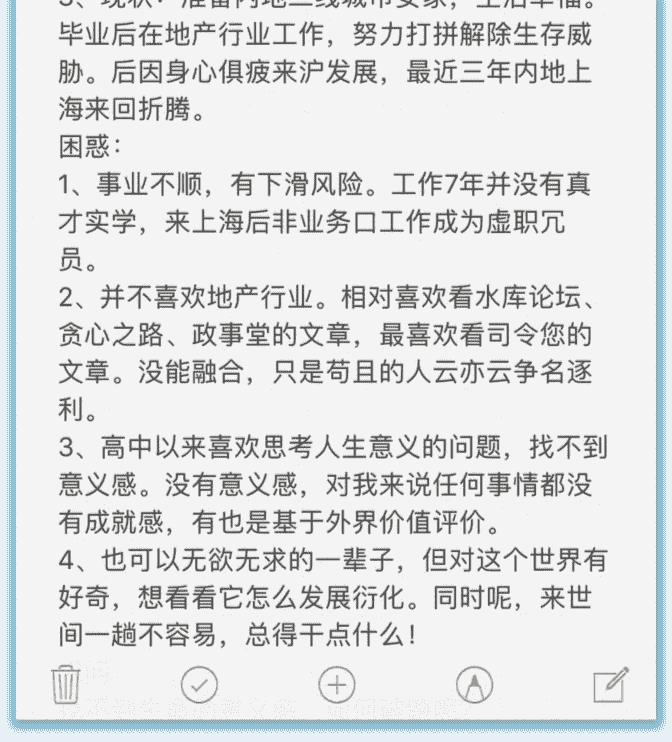 3、现状：准备内地二线城市安家，生活幸福。
毕业后在地产行业工作，努力打拼解除生存威
胁。后因身心俱疲来沪发展，最近三年内地上
海来回折腾。
困惑：
1、事业不顺，有下滑风险。工作7年并没有真
才实学，来上海后非业务口工作成为虚职冗
员。
2、并不喜欢地产行业。相对喜欢看水库论坛、
贪心之路、政事堂的文章，最喜欢看司令您的
文章。没能融合，只是苟且的人云亦云争名逐
利。
3、高中以来喜欢思考人生意义的问题，找不到
意义感。没有意义感，对我来说任何事情都没
有成就感，有也是基于外界价值评价。
4、也可以无欲无求的一辈子，但对这个世界有
好奇，想看看它怎么发展衍化。同时呢，来世
间一趟不容易，总得干点什么！